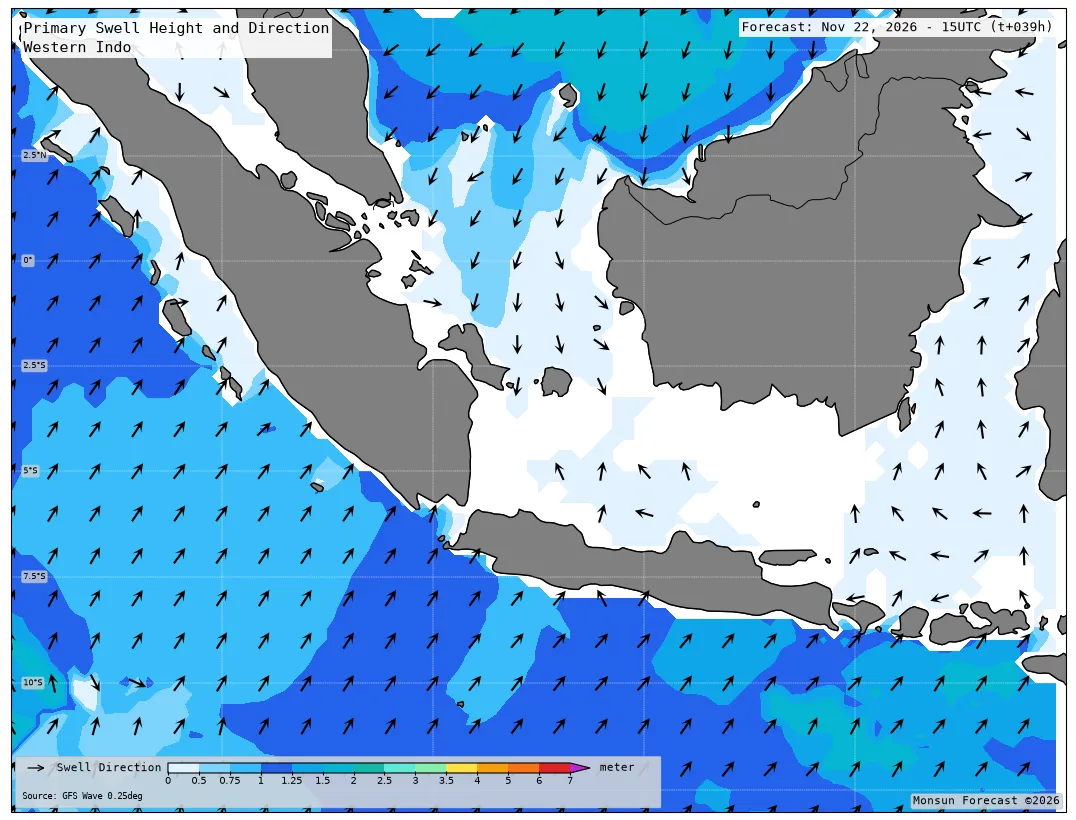 Primary Swell Height and Direction
Western Indo
Forecast: Nov 22, 2026 - 15UTC (t+039h)
2.5°N
0°
2.5°S
5°S
7.5°S
10°S
Swell Direction
0 0.5 0.75 1 1.25 1.5 2 2.5 3 3.5 4 5 6 7
meter
Source: GFS Wave 0.25deg
Monsun Forecast ©2026